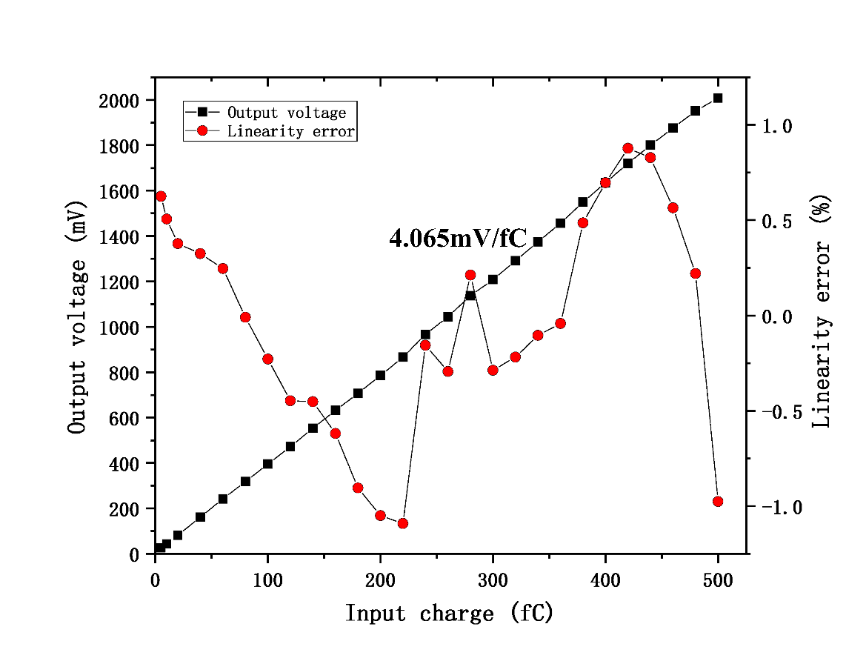 Output voltage
Linearity error
4.065mV/fC
Output voltage (mV)
2000
1800
1600
1400
1200
1000
800
600
400
200
0
1.0
0.5
0.0
-0.5
-1.0
Linearity error (%)
0 100 200 300 400 500
Input charge (fC)